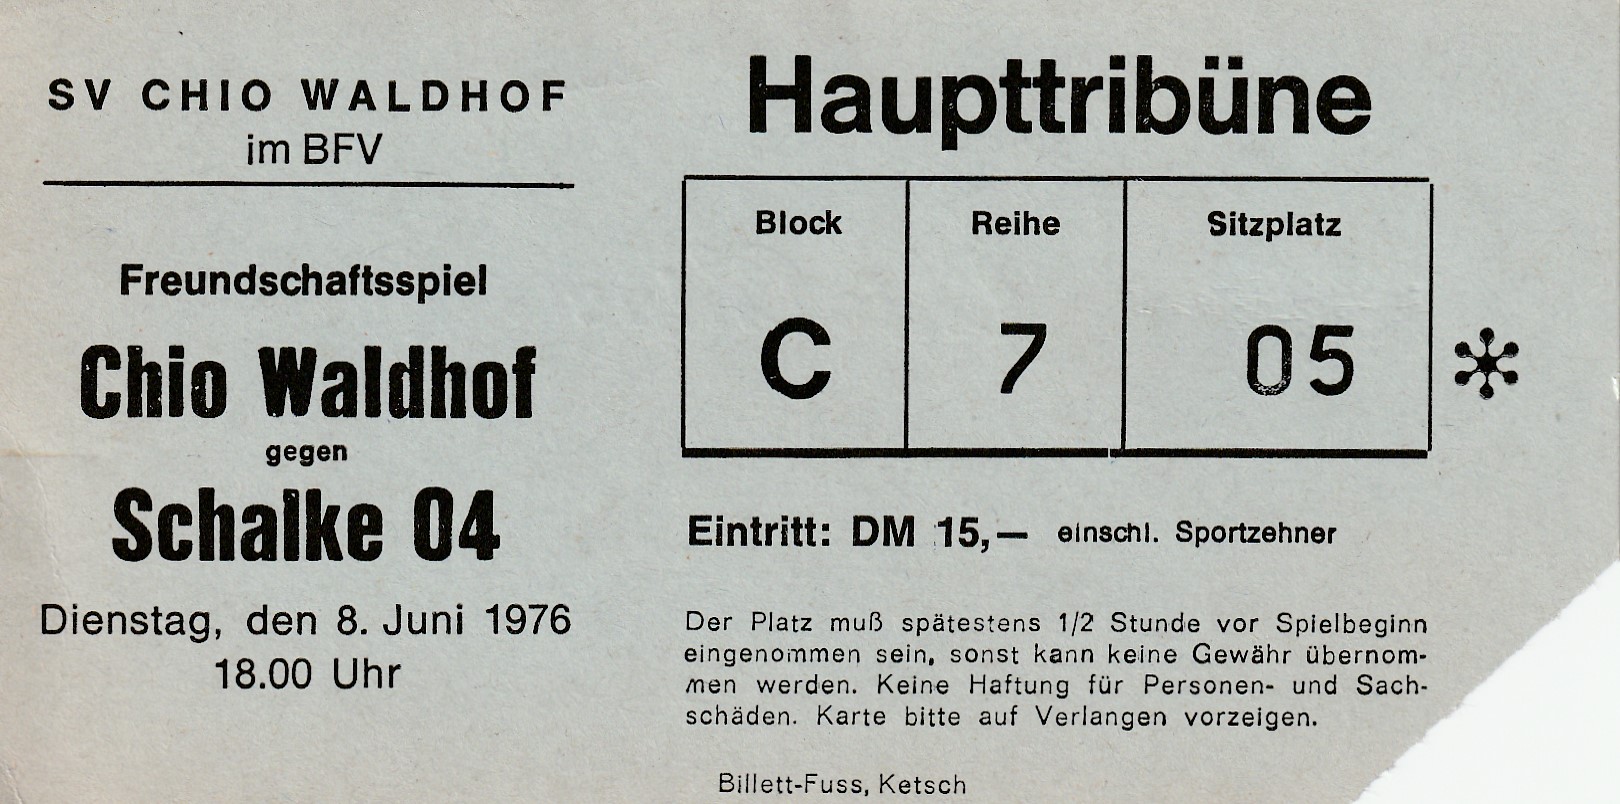 SV CHIO WALDHOF
im BFV
Freundschaftsspiel
Chio Waldhof
gegen
Schalke 04
Dienstag, den 8. Juni 1976
18.00 Uhr
Haupttribüne
Block Reihe Sitzplatz
C 7 05 *
Eintritt: DM 15,— einschl. Sportzehner
Der Platz muß spätestens 1/2 Stunde vor Spielbeginn
eingenommen sein, sonst kann keine Gewähr übernom-
men werden. Keine Haftung für Personen- und Sach-
schäden. Karte bitte auf Verlangen vorzeigen.
Billett-Fuss, Ketsch